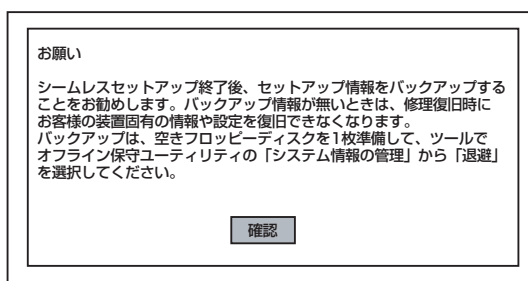 お願い
シームレスセットアップ終了後、セットアップ情報をバックアップする
ことをお勧めします。バックアップ情報が無いときは、修理復旧時に
お客様の装置固有の情報や設定を復旧できなくなります。
バックアップは、空きフロッピーディスクを1枚準備して、ツールで
オフライン保守ユーティリティの「システム情報の管理」から「退避」
を選択してください。
確認